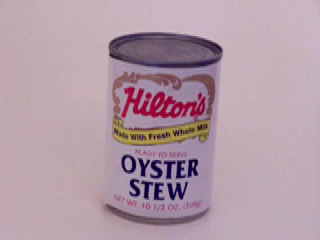 Hilton's
Made With Fresh Whole Milk
READY TO SERVE
OYSTER
STEW
NET WT. 10 1/2 OZ. (298g)